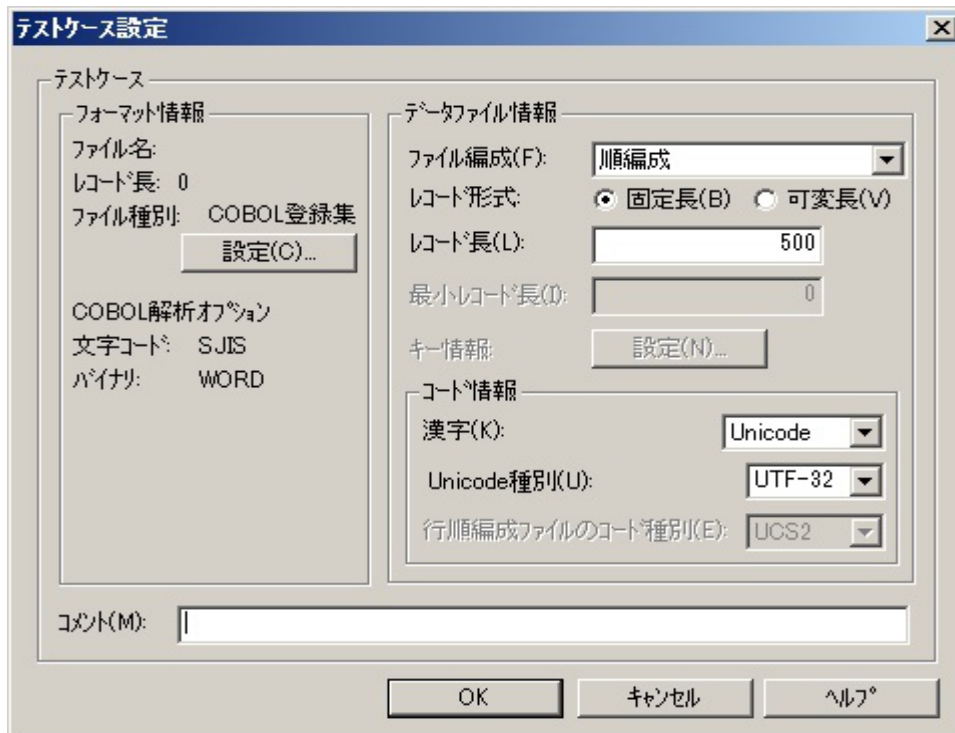 テストケース設定
テストケース
フォーマット情報
ファイル名:
レコード長: 0
ファイル種別: COBOL登録集
設定(C)...
COBOL解析オプション
文字コード: SJIS
バイナリ: WORD
データファイル情報
ファイル編成(F): 順編成
レコード形式: 固定長(B) 可変長(V)
レコード長(L): 500
最小レコード長(I): 0
キー情報: 設定(N)...
コード情報
漢字(K): Unicode
Unicode種別(U): UTF-32
行順編成ファイルのコード種別(E): UCS2
コメント(M):
OK キャンセル ヘルプ